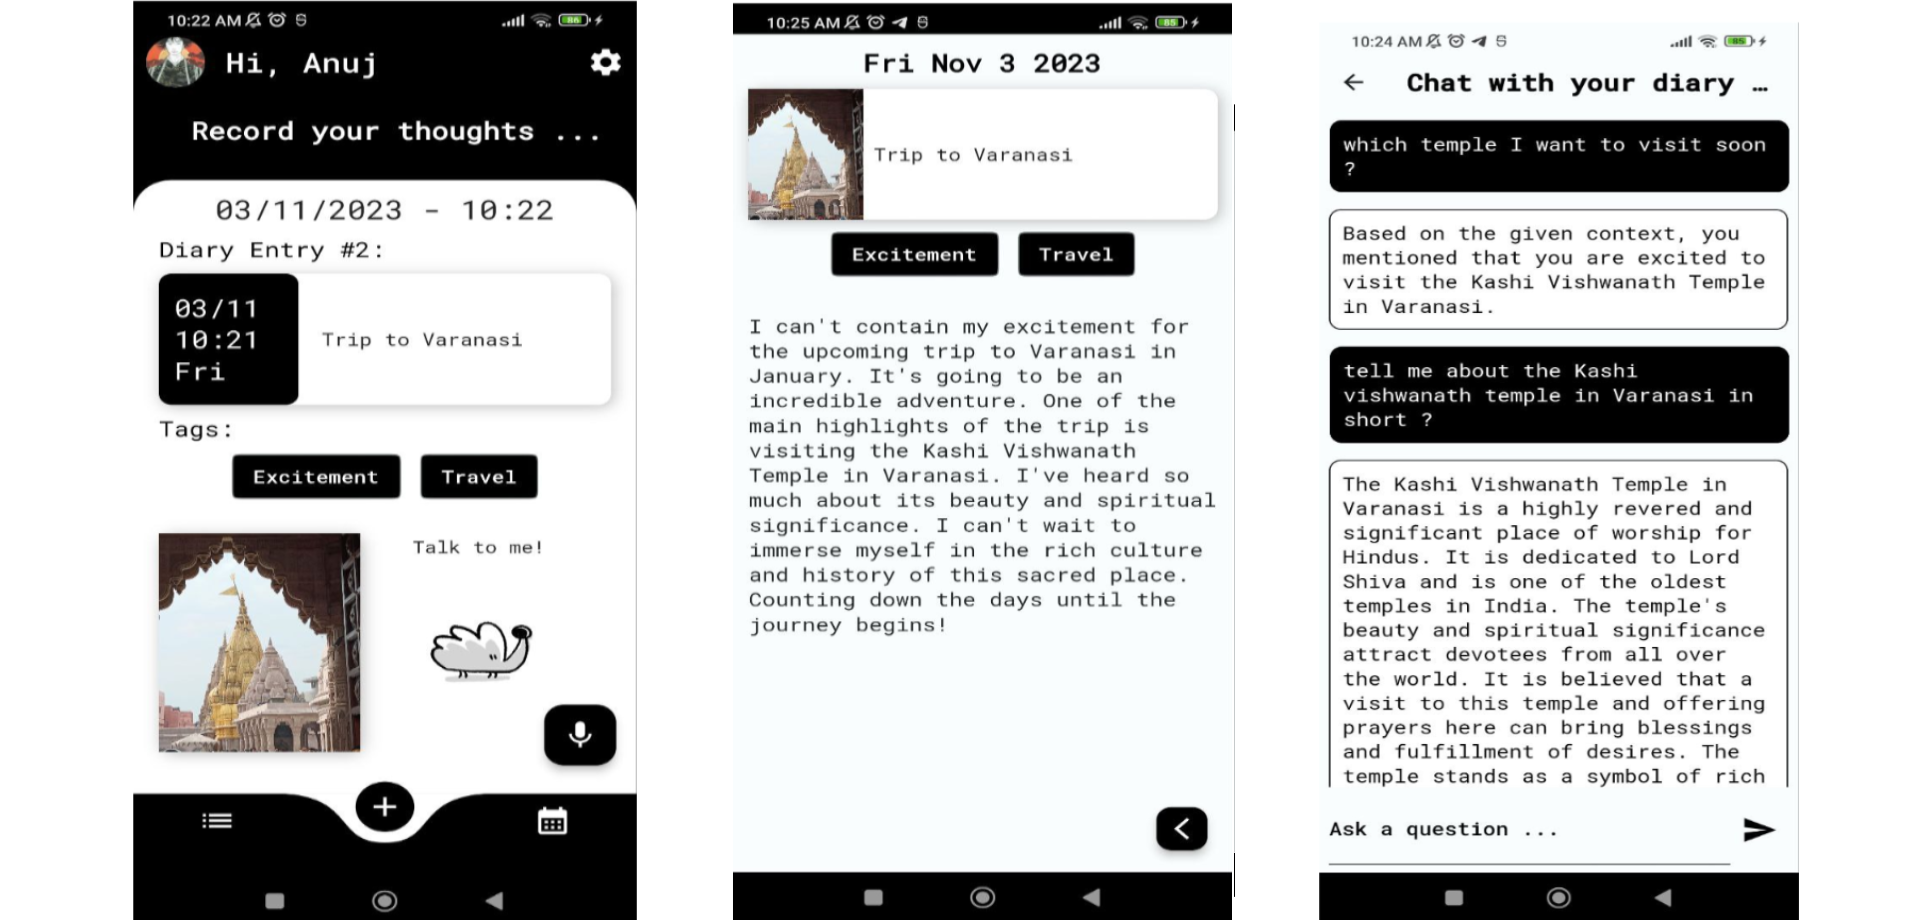 10:22 AM
86
Hi, Anuj
Record your thoughts ...
03/11/2023 - 10:22
Diary Entry #2:
03/11
10:21
Fri
Trip to Varanasi
Tags:
Excitement
Travel
Talk to me!
10:25 AM
85
Fri Nov 3 2023
Trip to Varanasi
Excitement
Travel
I can't contain my excitement for
the upcoming trip to Varanasi in
January. It's going to be an
incredible adventure. One of the
main highlights of the trip is
visiting the Kashi Vishwanath
Temple in Varanasi. I've heard so
much about its beauty and spiritual
significance. I can't wait to
immerse myself in the rich culture
and history of this sacred place.
Counting down the days until the
journey begins!
10:24 AM
85
Chat with your diary …
which temple I want to visit soon
?
Based on the given context, you
mentioned that you are excited to
visit the Kashi Vishwanath Temple
in Varanasi.
tell me about the Kashi
vishwanath temple in Varanasi in
short ?
The Kashi Vishwanath Temple in
Varanasi is a highly revered and
significant place of worship for
Hindus. It is dedicated to Lord
Shiva and is one of the oldest
temples in India. The temple's
beauty and spiritual significance
attract devotees from all over
the world. It is believed that a
visit to this temple and offering
prayers here can bring blessings
and fulfillment of desires. The
temple stands as a symbol of rich
Ask a question ...